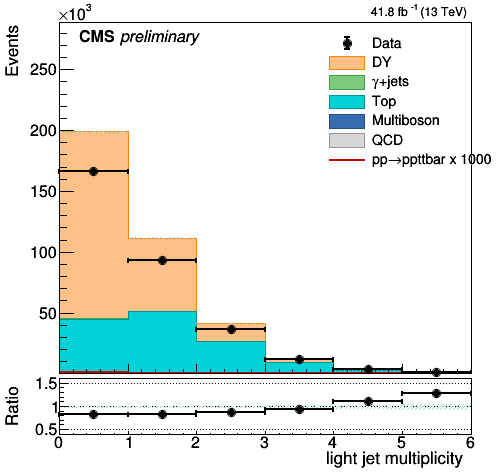 ×10³
41.8 fb⁻¹ (13 TeV)
CMS preliminary
Events
Data
DY
γ+jets
Top
Multiboson
QCD
pp→ppttbar x 1000
250
200
150
100
50
Ratio
1.5
1
0.5
0 1 2 3 4 5 6
light jet multiplicity